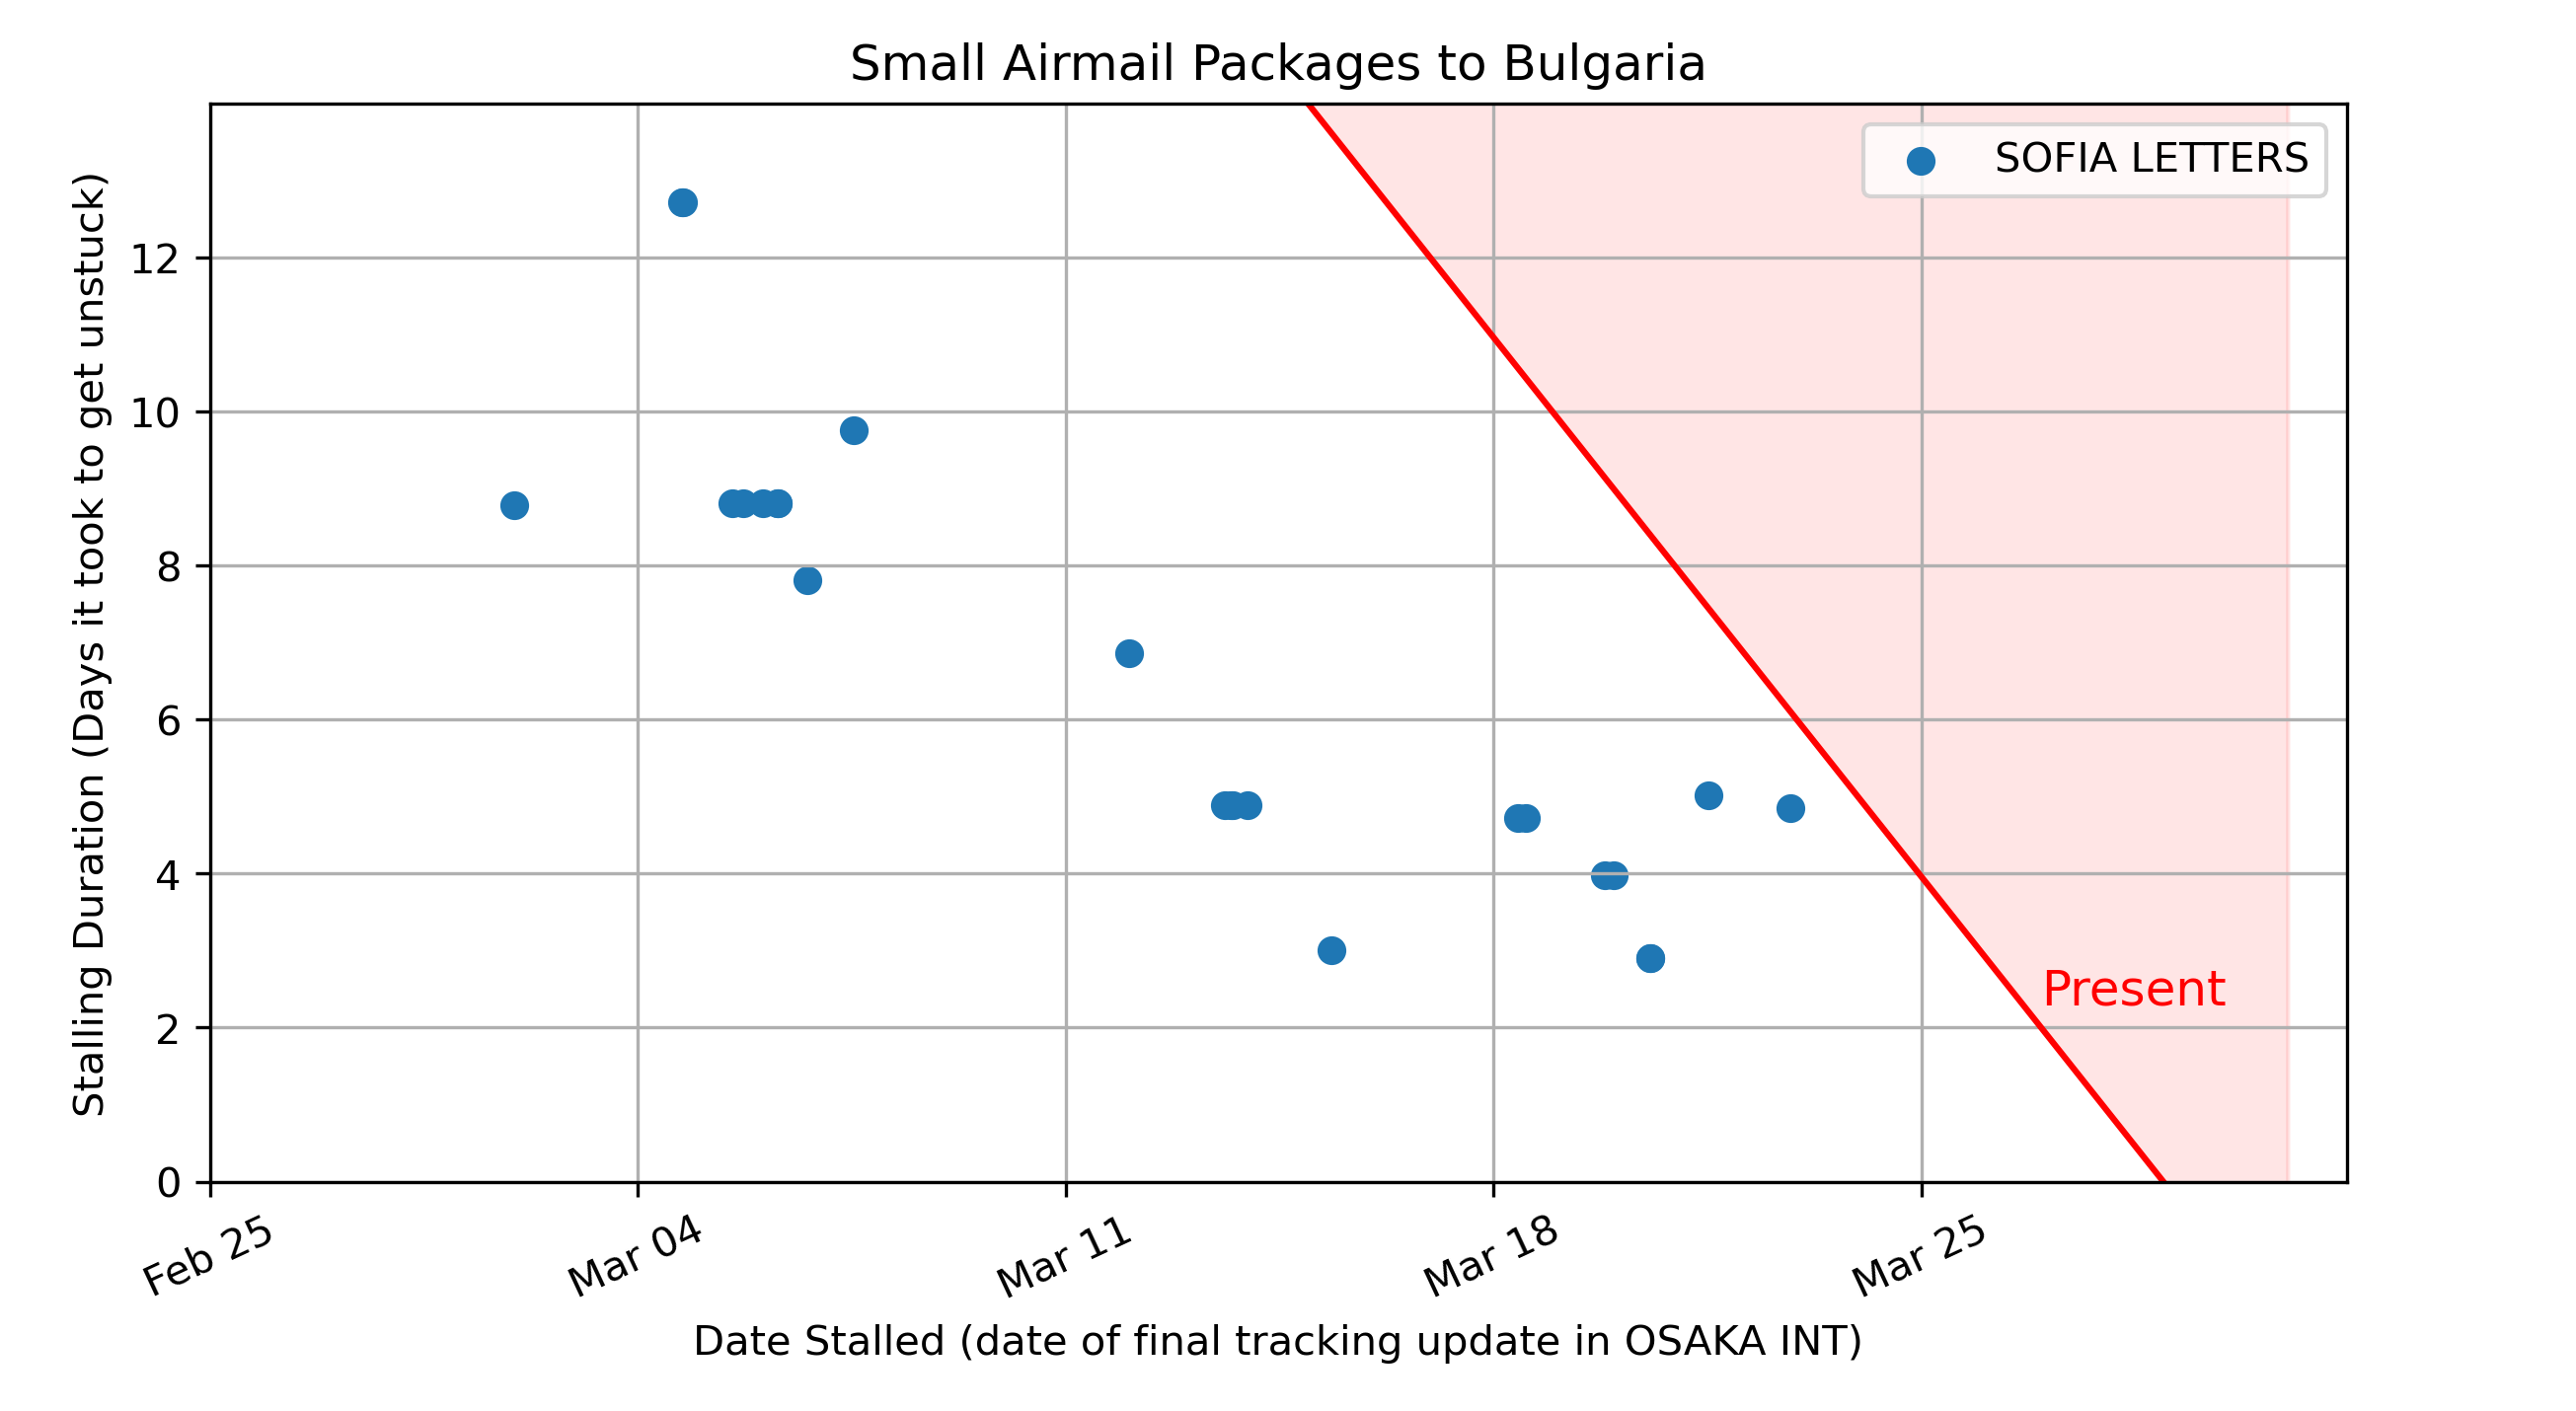 Small Airmail Packages to Bulgaria
SOFIA LETTERS
Stalling Duration (Days it took to get unstuck)
12
10
8
6
4
2
0
Present
Feb 25
Mar 04
Mar 11
Mar 18
Mar 25
Date Stalled (date of final tracking update in OSAKA INT)